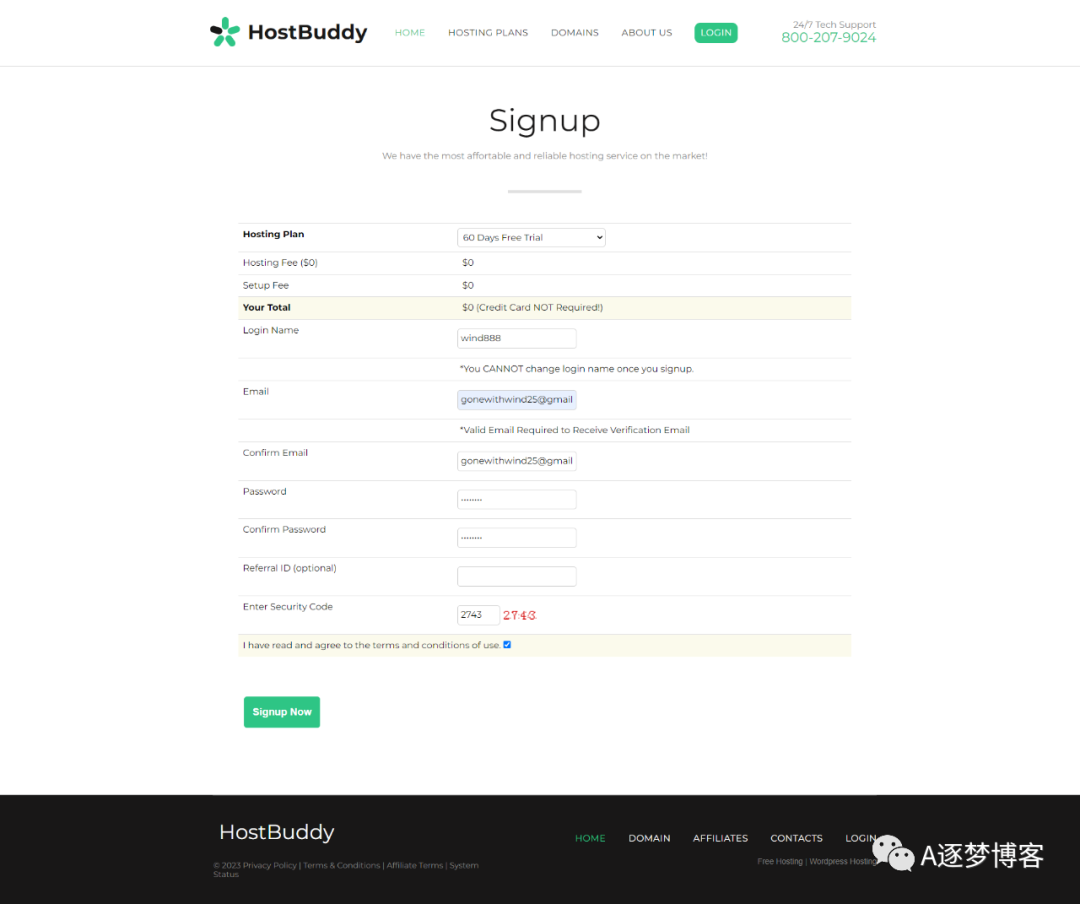 HostBuddy
HOME HOSTING PLANS DOMAINS ABOUT US LOGIN
24/7 Tech Support
800-207-9024
Signup
We have the most affortable and reliable hosting service on the market!
Hosting Plan 60 Days Free Trial
Hosting Fee ($0) $0
Setup Fee $0
Your Total $0 (Credit Card NOT Required!)
Login Name wind888
*You CANNOT change login name once you signup.
Email gonewithwind25@gmail
*Valid Email Required to Receive Verification Email
Confirm Email gonewithwind25@gmail
Password ········
Confirm Password ········
Referral ID (optional)
Enter Security Code 2743 2743
I have read and agree to the terms and conditions of use.
Signup Now
HostBuddy
HOME DOMAIN AFFILIATES CONTACTS LOGIN
Free Hosting | Wordpress Hosting
© 2023 Privacy Policy | Terms & Conditions | Affiliate Terms | System
Status
A逐梦博客